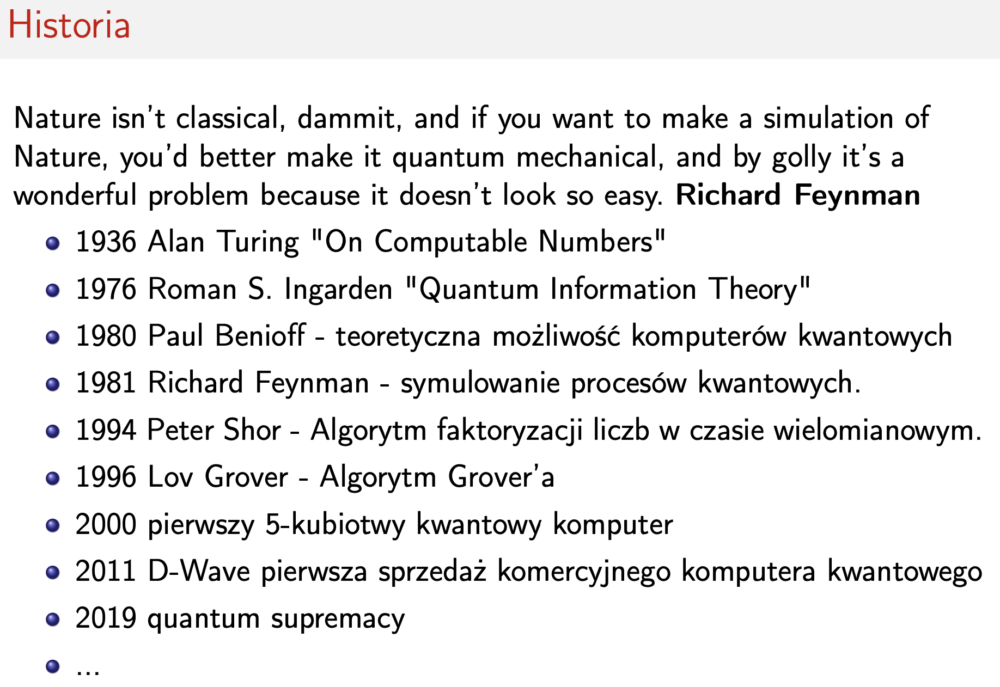 Historia
Nature isn't classical, dammit, and if you want to make a simulation of
Nature, you'd better make it quantum mechanical, and by golly it's a
wonderful problem because it doesn't look so easy. Richard Feynman
1936 Alan Turing "On Computable Numbers"
1976 Roman S. Ingarden "Quantum Information Theory"
1980 Paul Benioff - teoretyczna możliwość komputerów kwantowych
1981 Richard Feynman - symulowanie procesów kwantowych.
1994 Peter Shor - Algorytm faktoryzacji liczb w czasie wielomianowym.
1996 Lov Grover - Algorytm Grover'a
2000 pierwszy 5-kubiotwy kwantowy komputer
2011 D-Wave pierwsza sprzedaż komercyjnego komputera kwantowego
2019 quantum supremacy
...